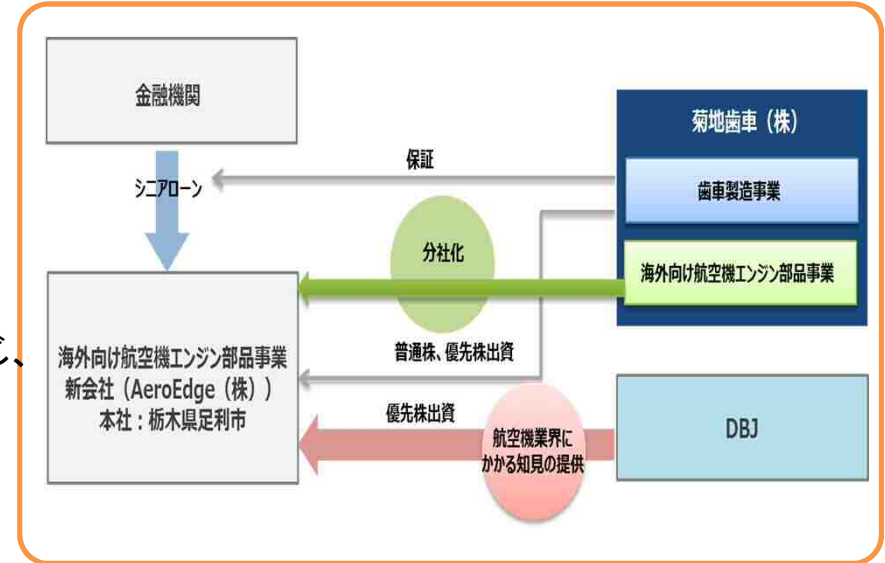 金融機関
菊地歯車（株）
保証
シニアローン
歯車製造事業
分社化
海外向け航空機エンジン部品事業
普通株、優先株出資
海外向け航空機エンジン部品事業
新会社（AeroEdge（株））
本社：栃木県足利市
優先株出資
航空機業界に
かかる知見の提供
DBJ